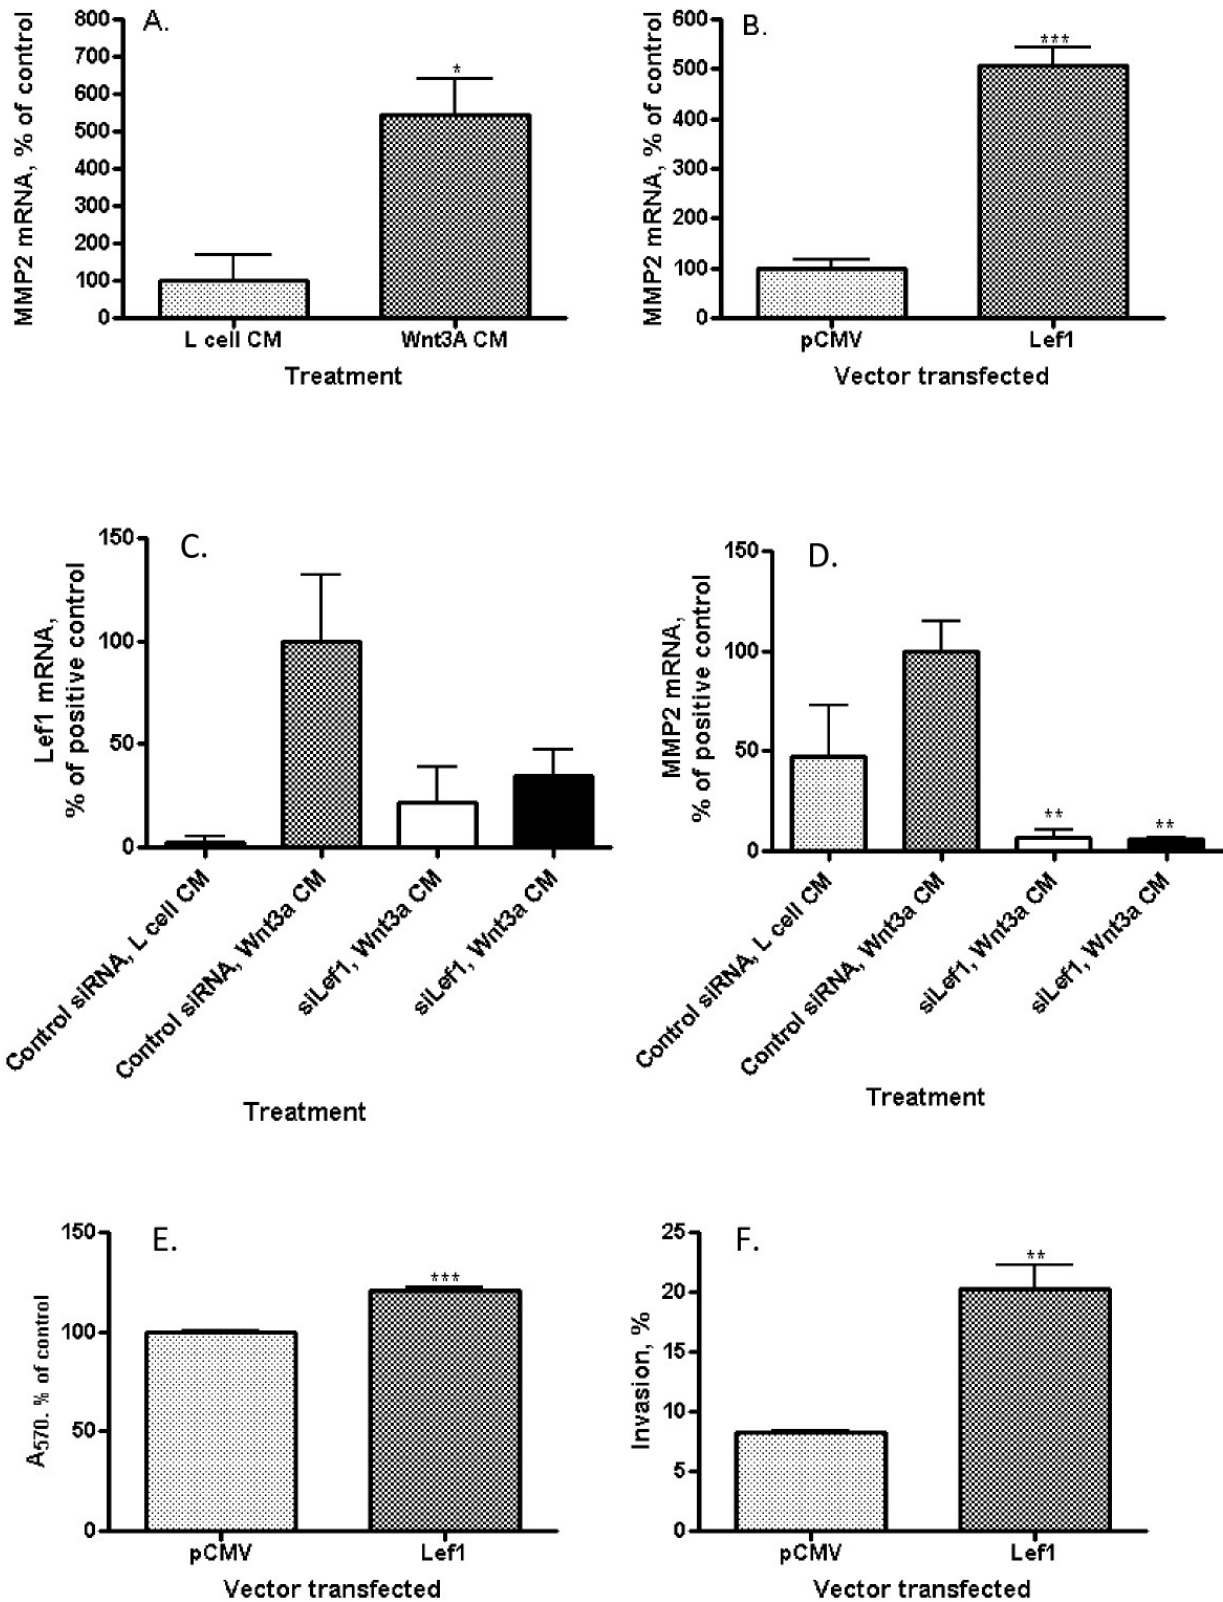 A.
MMP2 mRNA, % of control
800
700
600
500
400
300
200
100
0
*
L cell CM
Wnt3A CM
Treatment
B.
MMP2 mRNA, % of control
600
500
400
300
200
100
0
***
pCMV
Lef1
Vector transfected
C.
Lef1 mRNA,
% of positive control
150
100
50
0
Control siRNA, L cell CM
Control siRNA, Wnt3a CM
siLef1, Wnt3a CM
siLef1, Wnt3a CM
Treatment
D.
MMP2 mRNA,
% of positive control
150
100
50
0
**
**
Control siRNA, L cell CM
Control siRNA, Wnt3a CM
siLef1, Wnt3a CM
siLef1, Wnt3a CM
Treatment
E.
A570. % of control
150
100
50
0
***
pCMV
Lef1
Vector transfected
F.
Invasion, %
25
20
15
10
5
0
**
pCMV
Lef1
Vector transfected